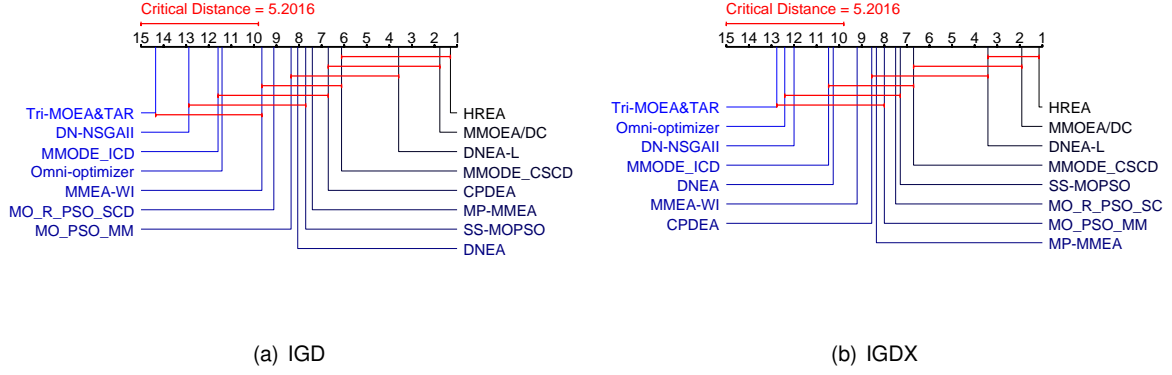 Critical Distance = 5.2016
15 14 13 12 11 10 9 8 7 6 5 4 3 2 1
Tri-MOEA&TAR
DN-NSGAII
MMODE_ICD
Omni-optimizer
MMEA-WI
MO_R_PSO_SCD
MO_PSO_MM
HREA
MMOEA/DC
DNEA-L
MMODE_CSCD
CPDEA
MP-MMEA
SS-MOPSO
DNEA
(a) IGD
Critical Distance = 5.2016
15 14 13 12 11 10 9 8 7 6 5 4 3 2 1
Tri-MOEA&TAR
Omni-optimizer
DN-NSGAII
MMODE_ICD
DNEA
MMEA-WI
CPDEA
HREA
MMOEA/DC
DNEA-L
MMODE_CSCD
SS-MOPSO
MO_R_PSO_SC
MO_PSO_MM
MP-MMEA
(b) IGDX